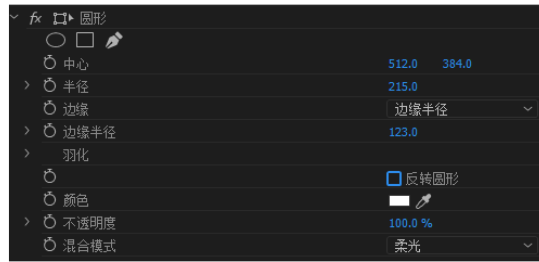 fx 圆形
中心 512.0 384.0
半径 215.0
边缘 边缘半径
边缘半径 123.0
羽化
反转圆形
颜色
不透明度 100.0 %
混合模式 柔光